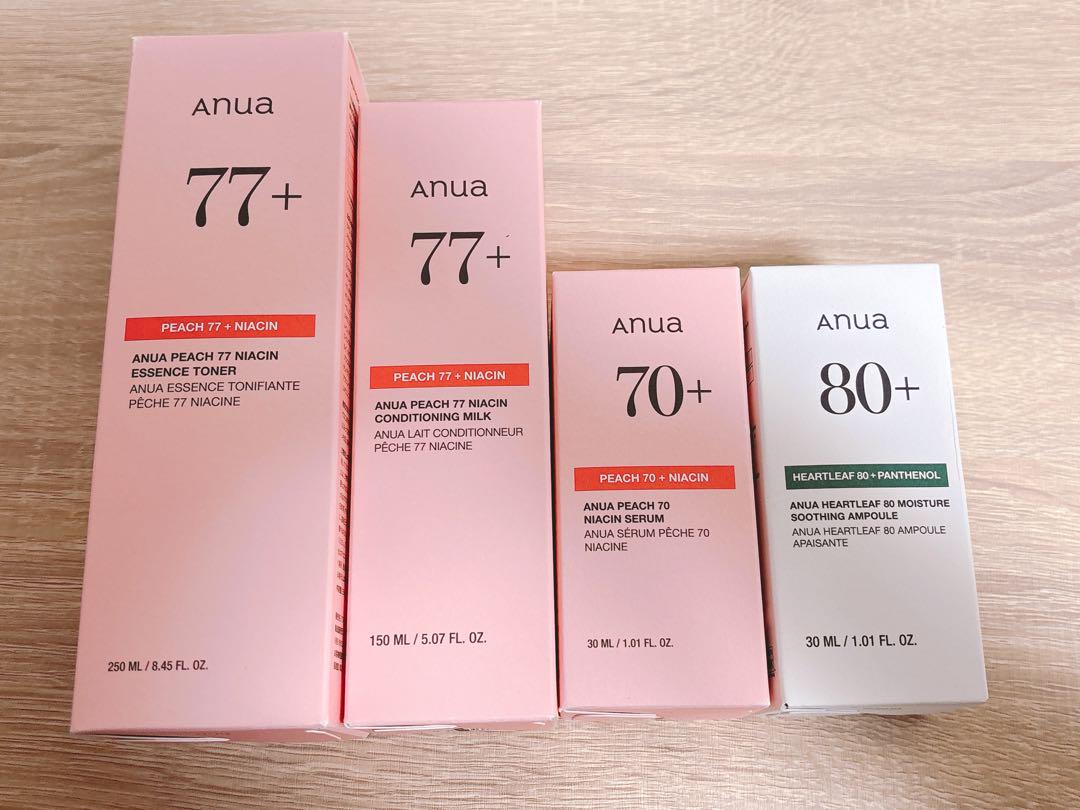 Anua
77+
PEACH 77 + NIACIN
ANUA PEACH 77 NIACIN
ESSENCE TONER
ANUA ESSENCE TONIFIANTE
PÊCHE 77 NIACINE
250 ML / 8.45 FL. OZ.
Anua
77+
PEACH 77 + NIACIN
ANUA PEACH 77 NIACIN
CONDITIONING MILK
ANUA LAIT CONDITIONNEUR
PÊCHE 77 NIACINE
150 ML / 5.07 FL. OZ.
Anua
70+
PEACH 70 + NIACIN
ANUA PEACH 70
NIACIN SERUM
ANUA SÉRUM PÊCHE 70
NIACINE
30 ML / 1.01 FL. OZ.
Anua
80+
HEARTLEAF 80 + PANTHENOL
ANUA HEARTLEAF 80 MOISTURE
SOOTHING AMPOULE
ANUA HEARTLEAF 80 AMPOULE
APAISANTE
30 ML / 1.01 FL. OZ.